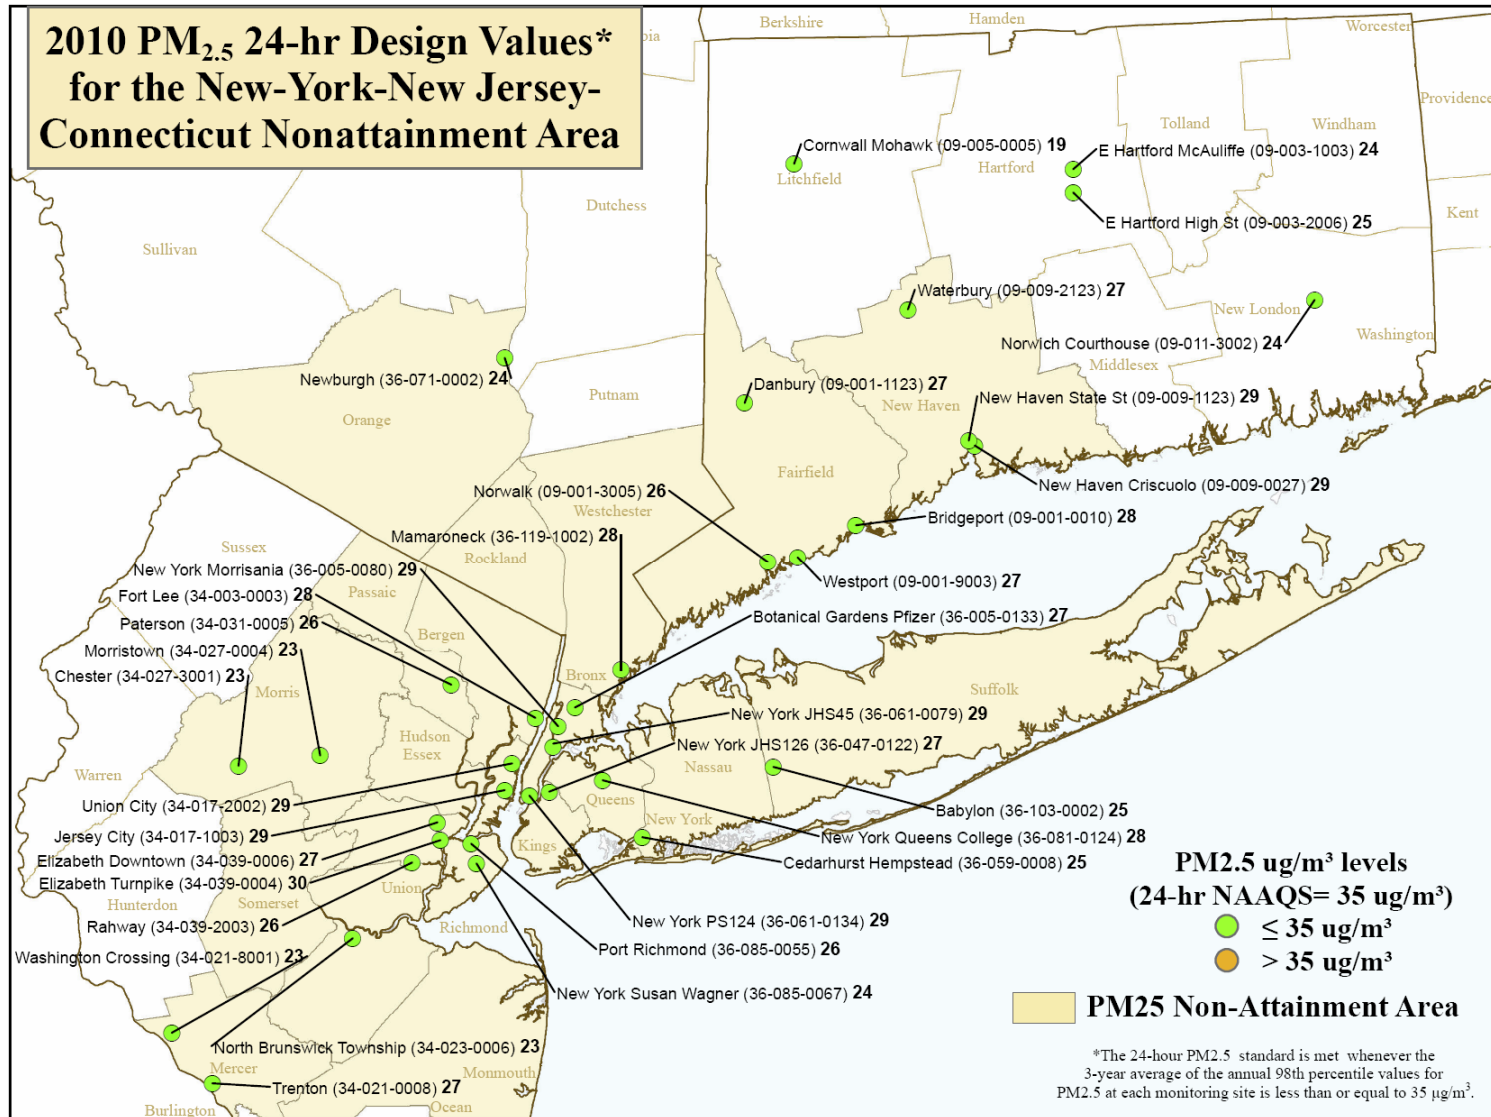 2010 PM2.5 24-hr Design Values*
for the New-York-New Jersey-
Connecticut Nonattainment Area
bia
Berkshire
Hamden
Worcester
Providence
Tolland
Windham
Cornwall Mohawk (09-005-0005) 19
Litchfield
Hartford
E Hartford McAuliffe (09-003-1003) 24
E Hartford High St (09-003-2006) 25
Kent
Dutchess
Sullivan
Waterbury (09-009-2123) 27
New London
Washington
Norwich Courthouse (09-011-3002) 24
Middlesex
Newburgh (36-071-0002) 24
Putnam
Orange
Danbury (09-001-1123) 27
New Haven
New Haven State St (09-009-1123) 29
Fairfield
New Haven Criscuolo (09-009-0027) 29
Norwalk (09-001-3005) 26
Westchester
Bridgeport (09-001-0010) 28
Mamaroneck (36-119-1002) 28
Sussex
Rockland
New York Morrisania (36-005-0080) 29
Passaic
Westport (09-001-9003) 27
Fort Lee (34-003-0003) 28
Botanical Gardens Pfizer (36-005-0133) 27
Paterson (34-031-0005) 26
Bergen
Morristown (34-027-0004) 23
Chester (34-027-3001) 23
Bronx
Morris
Suffolk
New York JHS45 (36-061-0079) 29
Hudson
Essex
New York JHS126 (36-047-0122) 27
Nassau
Warren
Queens
Union City (34-017-2002) 29
Babylon (36-103-0002) 25
New York
Jersey City (34-017-1003) 29
New York Queens College (36-081-0124) 28
Kings
Elizabeth Downtown (34-039-0006) 27
Cedarhurst Hempstead (36-059-0008) 25
Elizabeth Turnpike (34-039-0004) 30
Union
Hunterdon
Somerset
Rahway (34-039-2003) 26
Richmond
New York PS124 (36-061-0134) 29
Port Richmond (36-085-0055) 26
Washington Crossing (34-021-8001) 23
New York Susan Wagner (36-085-0067) 24
North Brunswick Township (34-023-0006) 23
Mercer
Monmouth
Trenton (34-021-0008) 27
Burlington
Ocean
PM2.5 ug/m³ levels
(24-hr NAAQS= 35 ug/m³)
≤ 35 ug/m³
> 35 ug/m³
PM25 Non-Attainment Area
*The 24-hour PM2.5 standard is met whenever the
3-year average of the annual 98th percentile values for
PM2.5 at each monitoring site is less than or equal to 35 µg/m³.